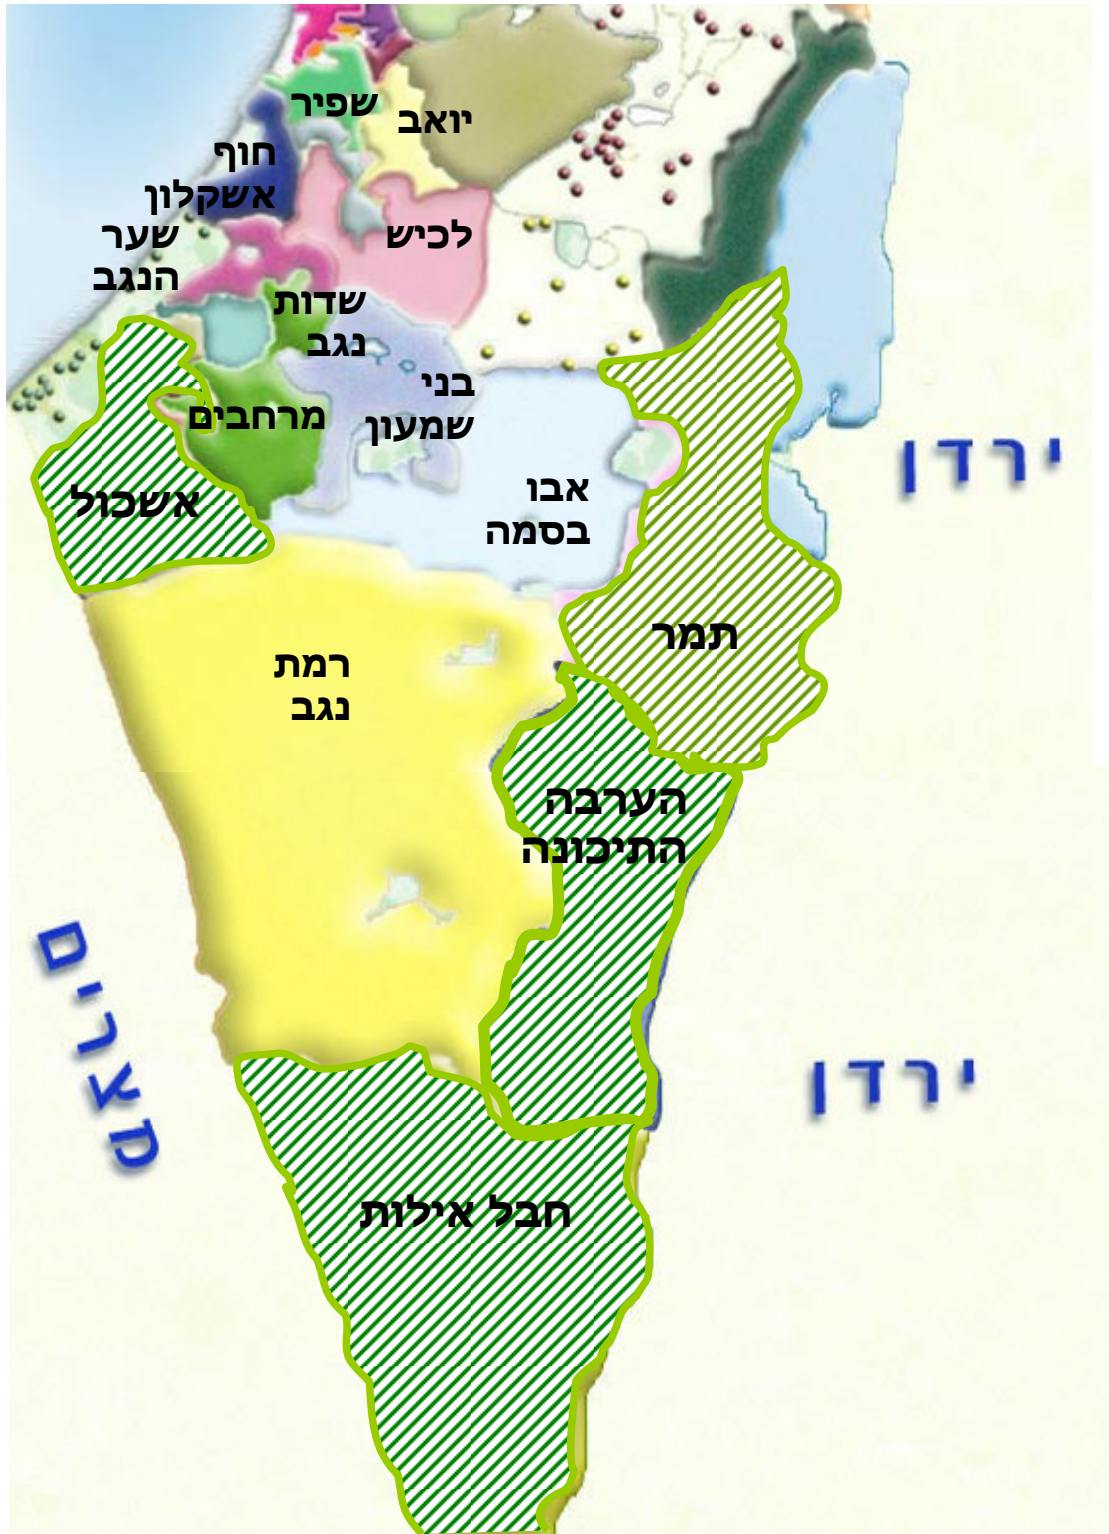 שפיר
יואב
חוף
אשקלון
לכיש
שער
הנגב
שדות
נגב
בני
שמעון
מרחבים
ירדן
אשכול
אבו
בסמה
תמר
רמת
נגב
הערבה
התיכונה
מצרים
ירדן
חבל אילות